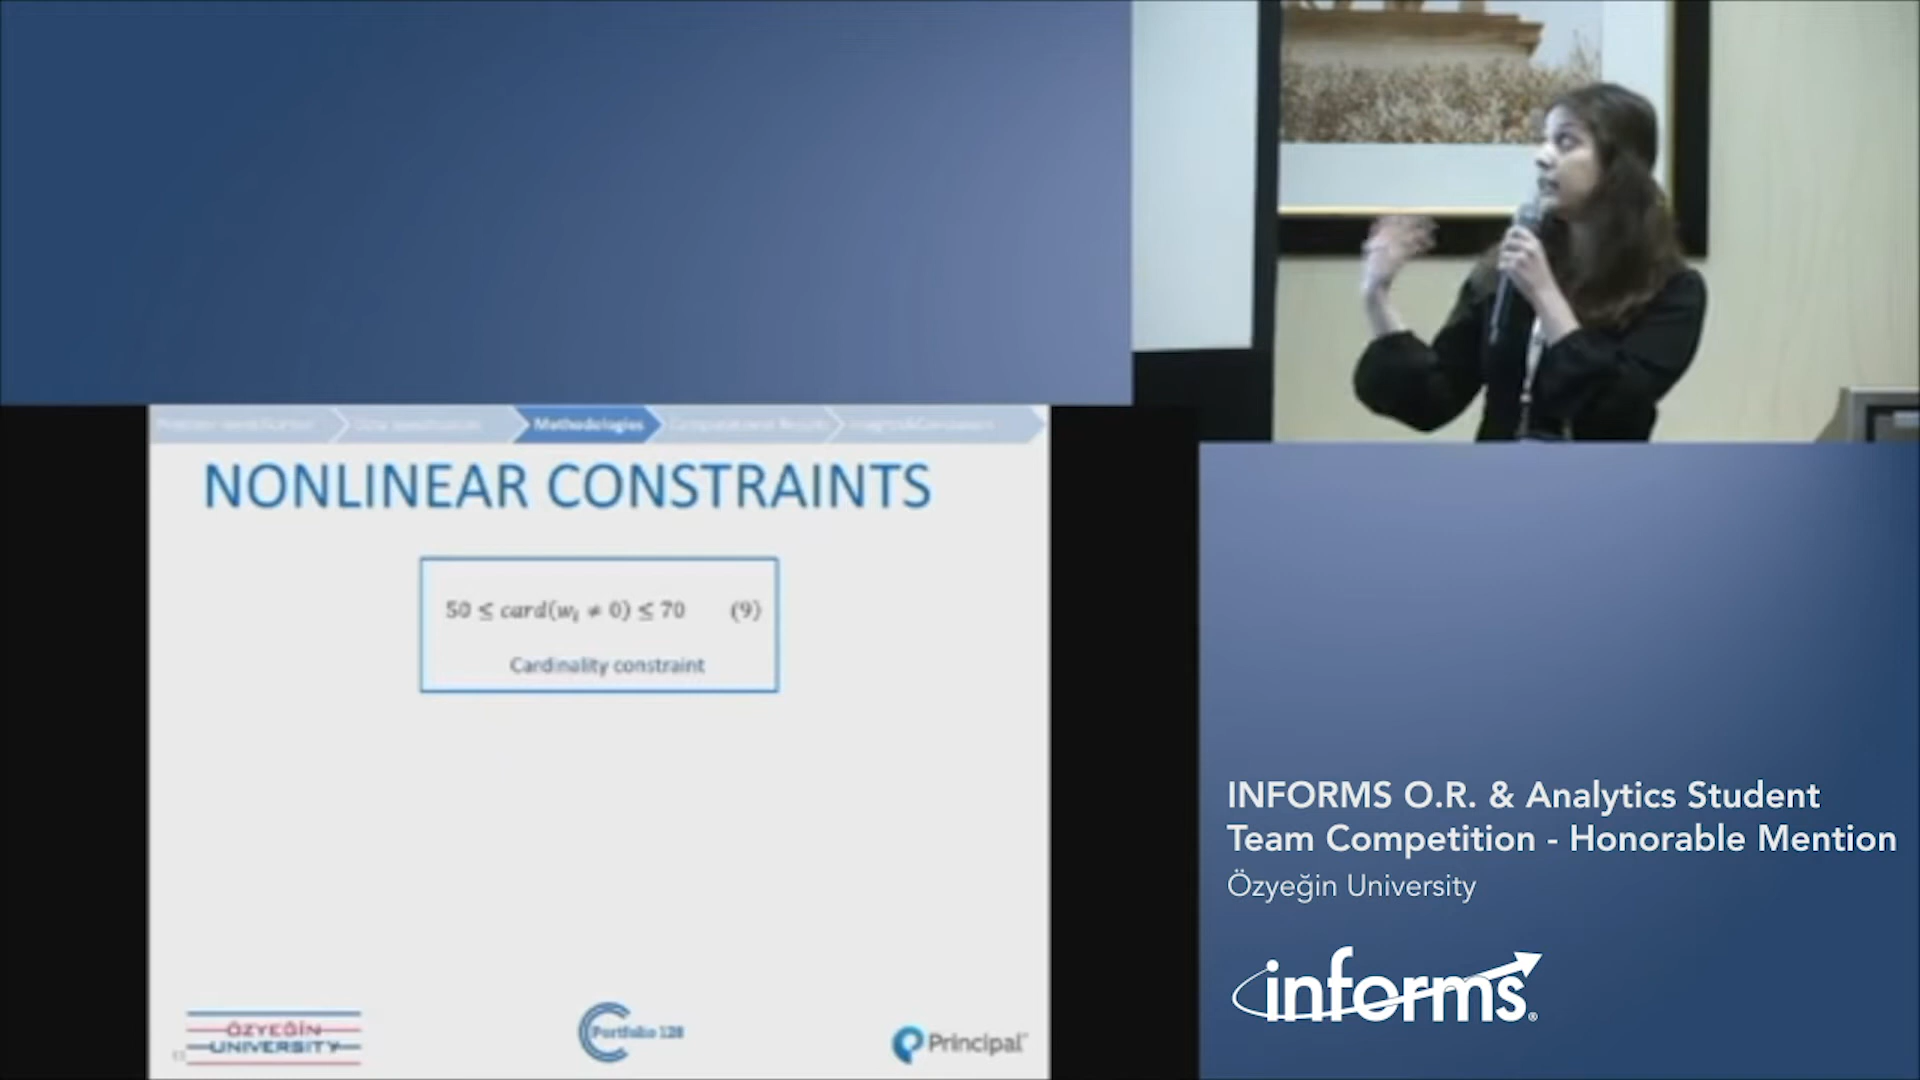 Methodologies
NONLINEAR CONSTRAINTS
50 ≤ card(wᵢ ≠ 0) ≤ 70 (9)
Cardinality constraint
ÖZYEĞİN
UNIVERSITY
Portfolio 128
Principal
INFORMS O.R. & Analytics Student
Team Competition - Honorable Mention
Özyeğin University
informs®